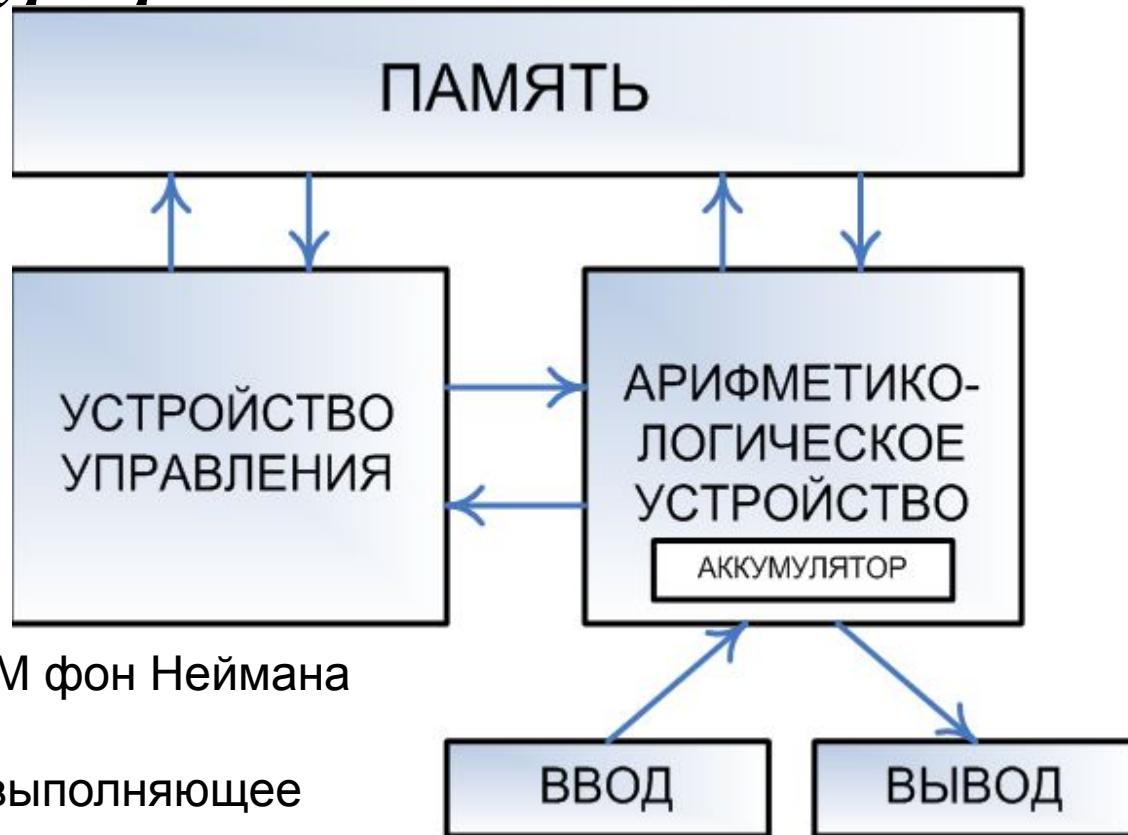 ПАМЯТЬ
УСТРОЙСТВО
УПРАВЛЕНИЯ
АРИФМЕТИКО-
ЛОГИЧЕСКОЕ
УСТРОЙСТВО
АККУМУЛЯТОР
М фон Неймана
выполняющее
ВВОД
ВЫВОД